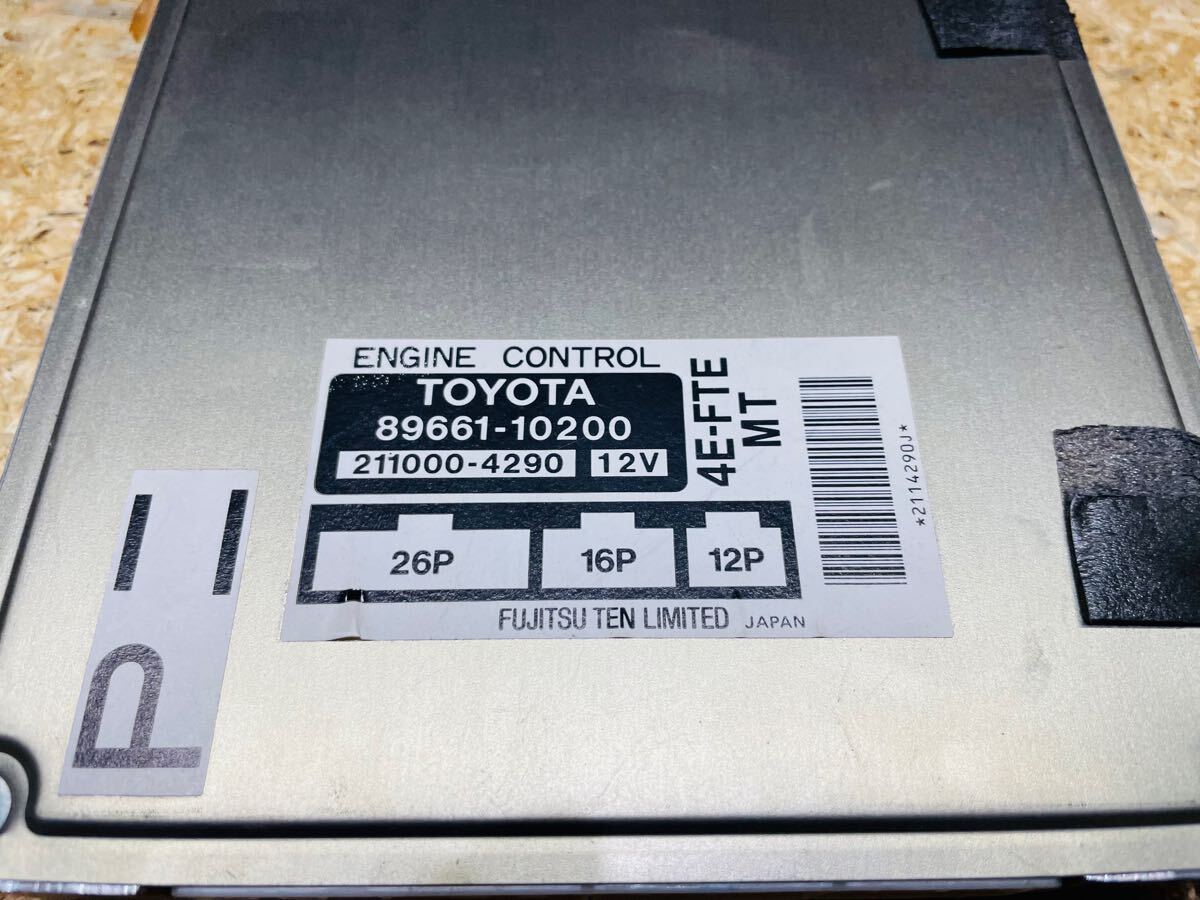 ENGINE CONTROL
TOYOTA
89661-10200
211000-4290 12V
4E-FTE
MT
26P 16P 12P
FUJITSU TEN LIMITED JAPAN
*2114290J*
P